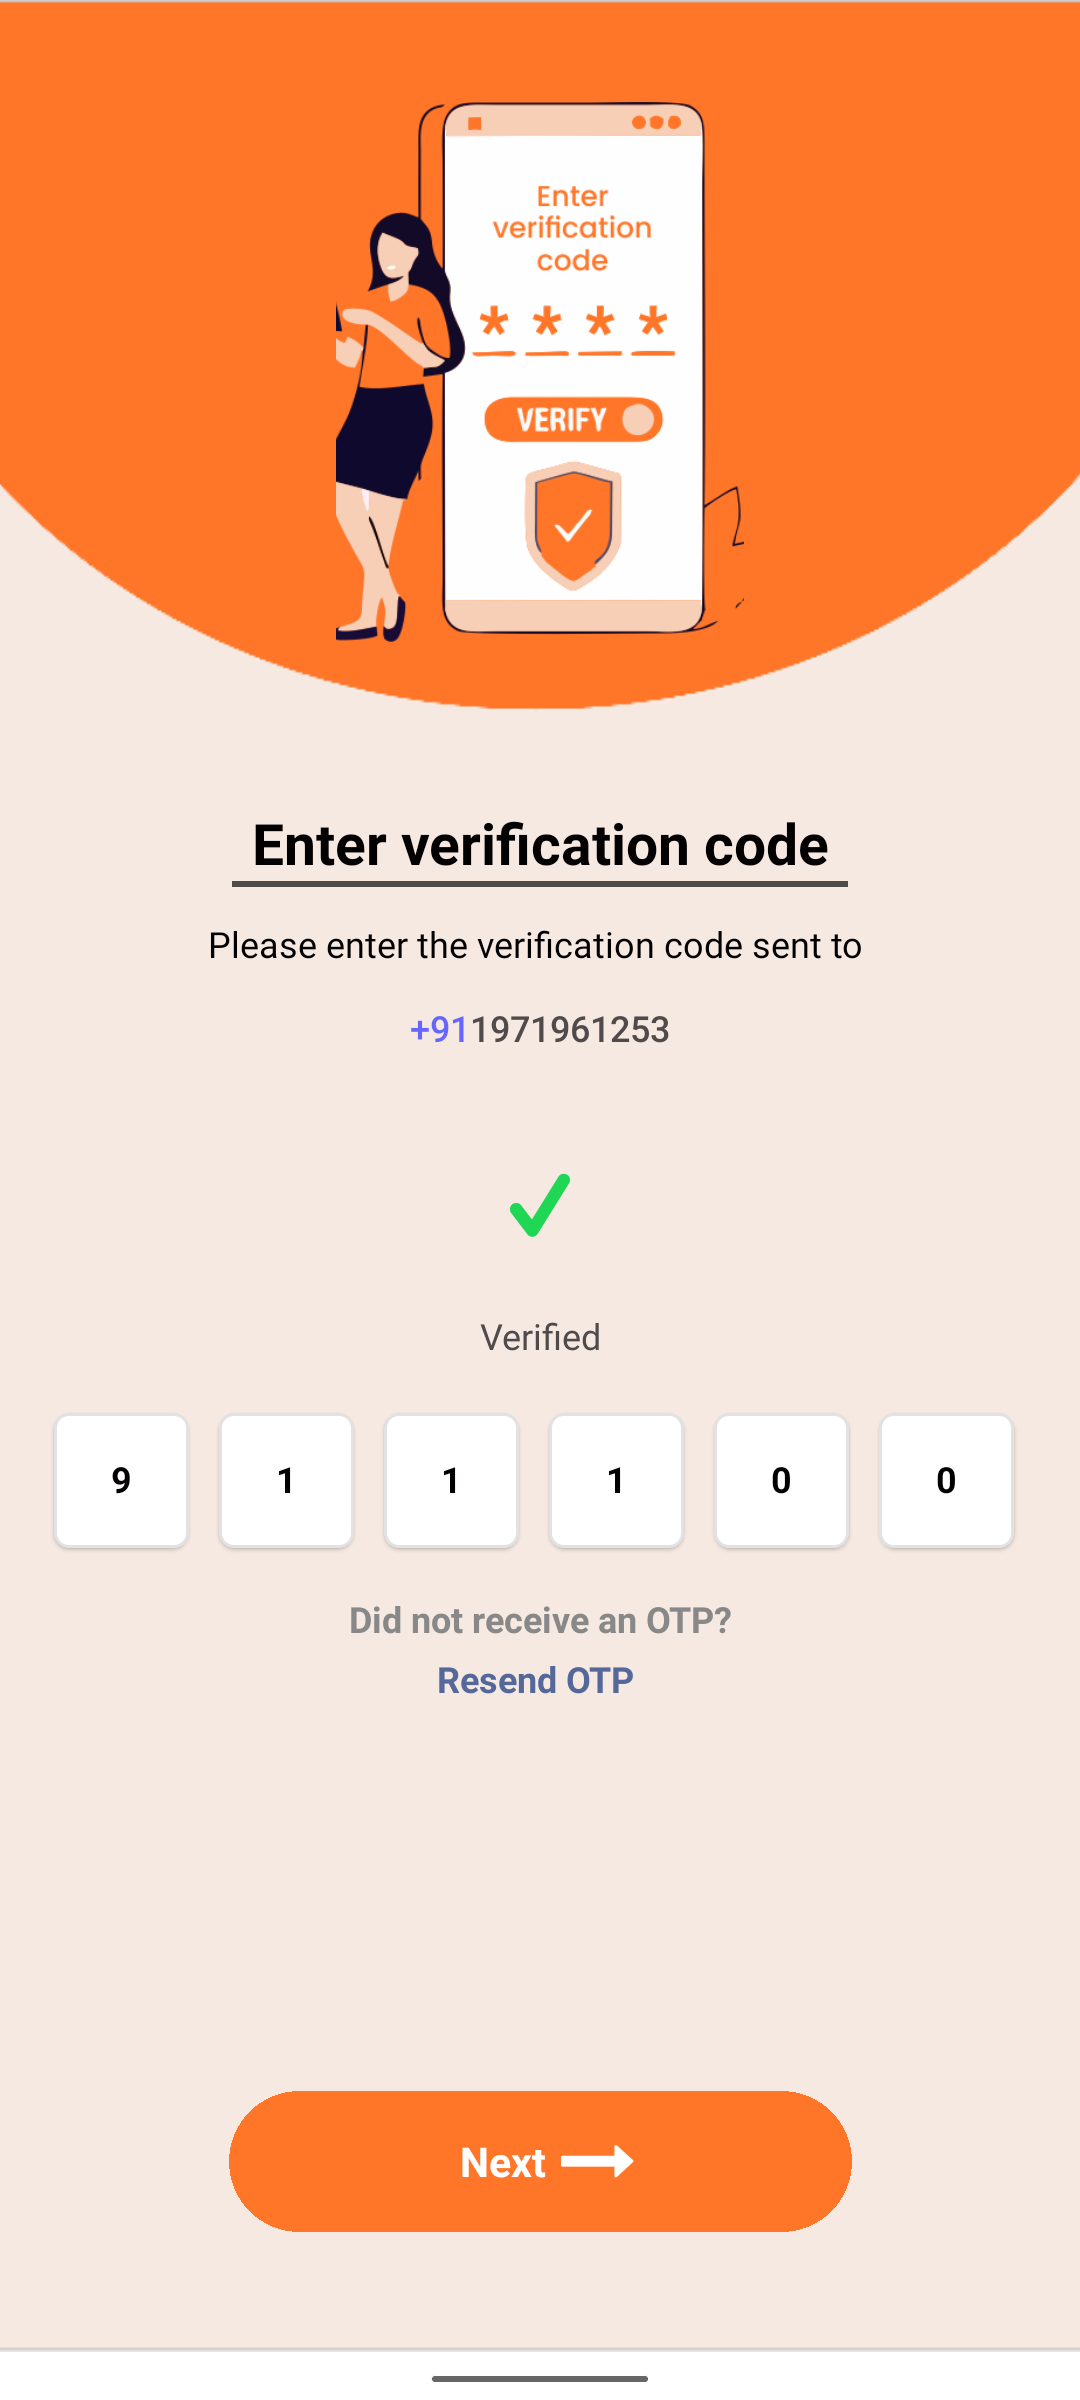 Enter
verification
code
* * * *
VERIFY
Enter verification code
Please enter the verification code sent to
+911971961253
Verified
9 1 1 1 0 0
Did not receive an OTP?
Resend OTP
Next